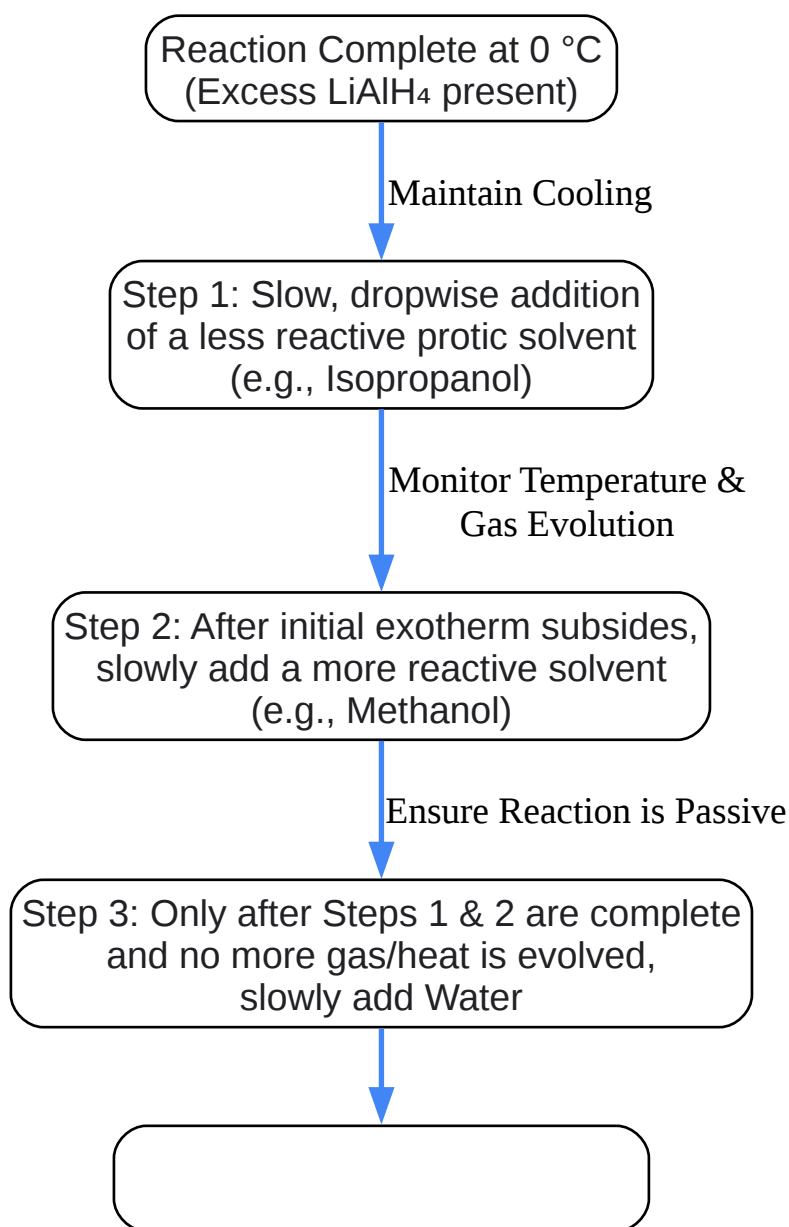 Reaction Complete at 0 °C
(Excess LiAlH₄ present)
Maintain Cooling
Step 1: Slow, dropwise addition
of a less reactive protic solvent
(e.g., Isopropanol)
Monitor Temperature &
Gas Evolution
Step 2: After initial exotherm subsides,
slowly add a more reactive solvent
(e.g., Methanol)
Ensure Reaction is Passive
Step 3: Only after Steps 1 & 2 are complete
and no more gas/heat is evolved,
slowly add Water